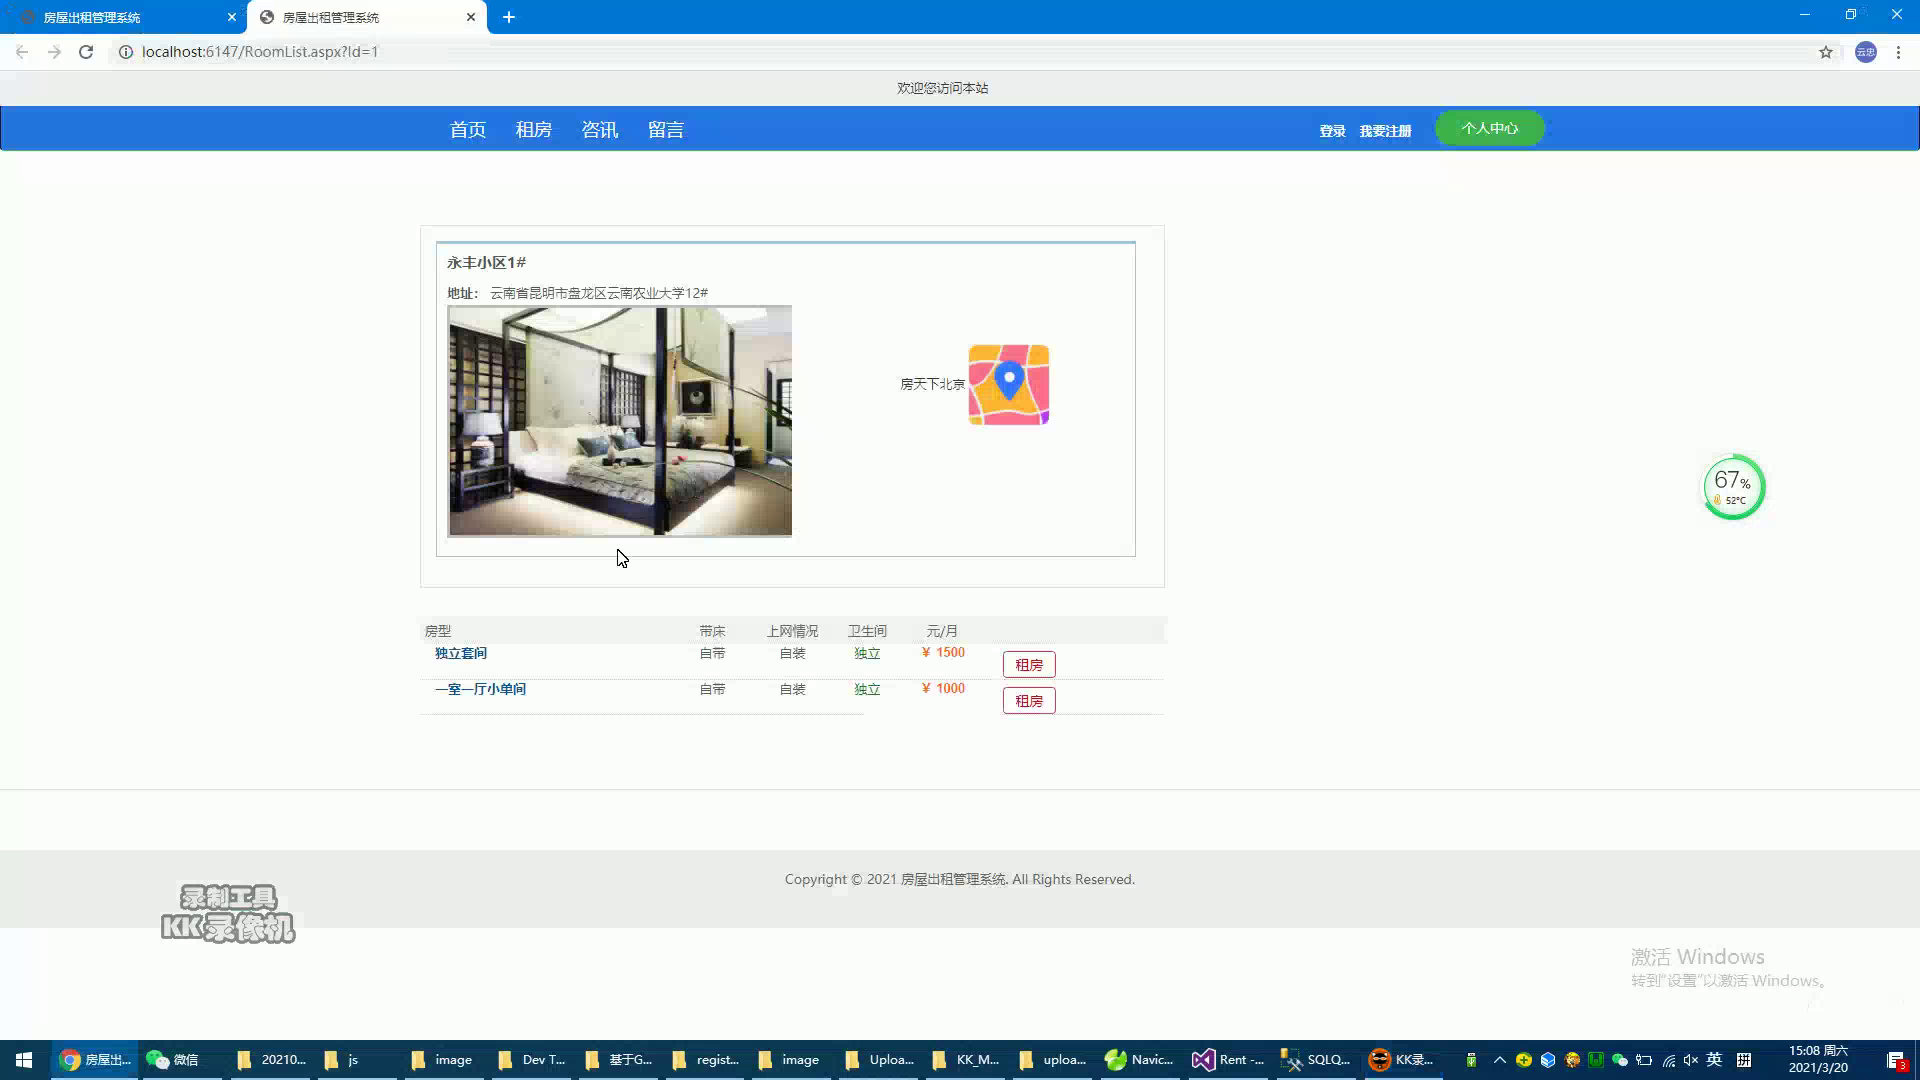 房屋出租管理系统
房屋出租管理系统
localhost:6147/RoomList.aspx?Id=1
云忠
欢迎您访问本站
首页 租房 咨讯 留言 登录 我要注册 个人中心
永丰小区1#
地址： 云南省昆明市盘龙区云南农业大学12#
房天下北京
67%
52°C
房型 带床 上网情况 卫生间 元/月
独立套间 自带 自装 独立 ¥ 1500 租房
一室一厅小单间 自带 自装 独立 ¥ 1000 租房
Copyright © 2021 房屋出租管理系统. All Rights Reserved.
录制工具
KK录像机
激活 Windows
转到"设置"以激活 Windows。
房屋出... 微信 20210... js image Dev T... 基于G... regist... image Uploa... KK_M... uploa... Navic... Rent -... SQLQ... KK录... 英 拼 15:08 周六
2021/3/20
3